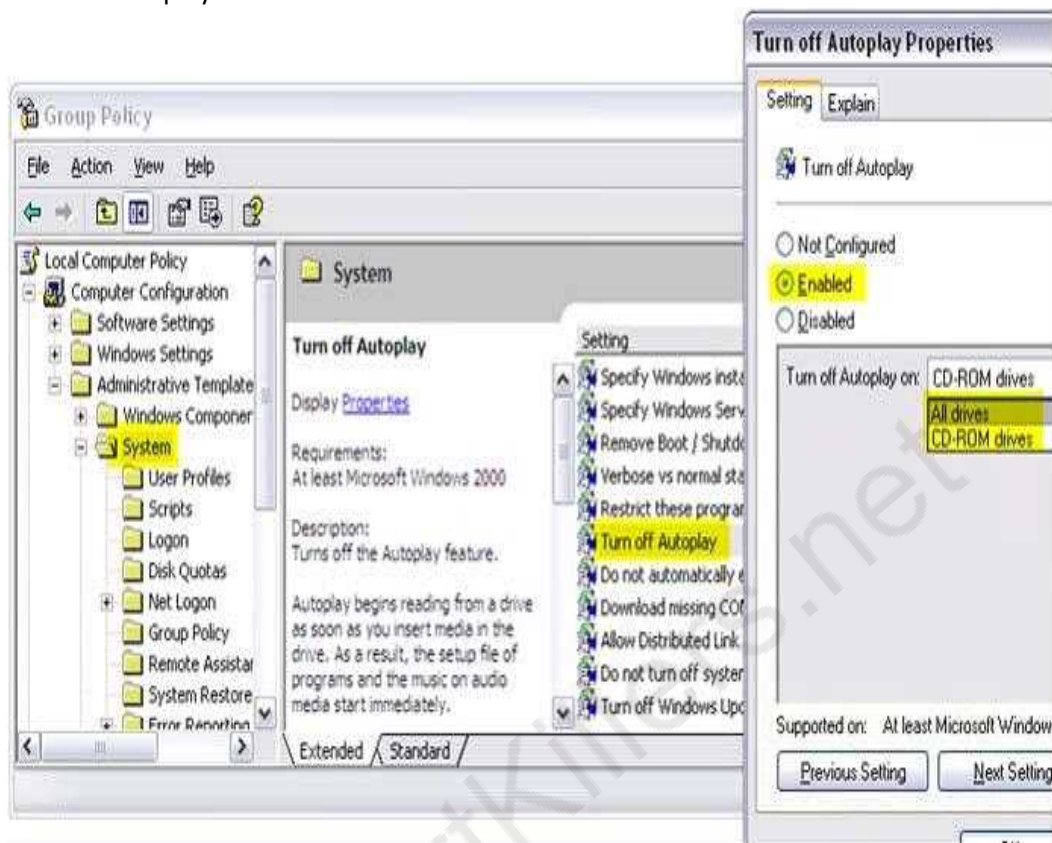 Group Policy
File Action View Help
Local Computer Policy
Computer Configuration
Software Settings
Windows Settings
Administrative Template
Windows Componer
System
User Profiles
Scripts
Logon
Disk Quotas
Net Logon
Group Policy
Remote Assistar
System Restore
Error Reporting
System
Turn off Autoplay
Display Properties
Requirements:
At least Microsoft Windows 2000
Description:
Turns off the Autoplay feature.
Autoplay begins reading from a drive
as soon as you insert media in the
drive. As a result, the setup file of
programs and the music on audio
media start immediately.
Setting
Specify Windows insta
Specify Windows Serv
Remove Boot / Shutdo
Verbose vs normal sta
Restrict these program
Turn off Autoplay
Do not automatically e
Download missing COM
Allow Distributed Link
Do not turn off system
Turn off Windows Upd
Extended Standard
Turn off Autoplay Properties
Setting Explain
Turn off Autoplay
Not Configured
Enabled
Disabled
Turn off Autoplay on: CD-ROM drives
All drives
CD-ROM drives
Supported on: At least Microsoft Window
Previous Setting Next Setting